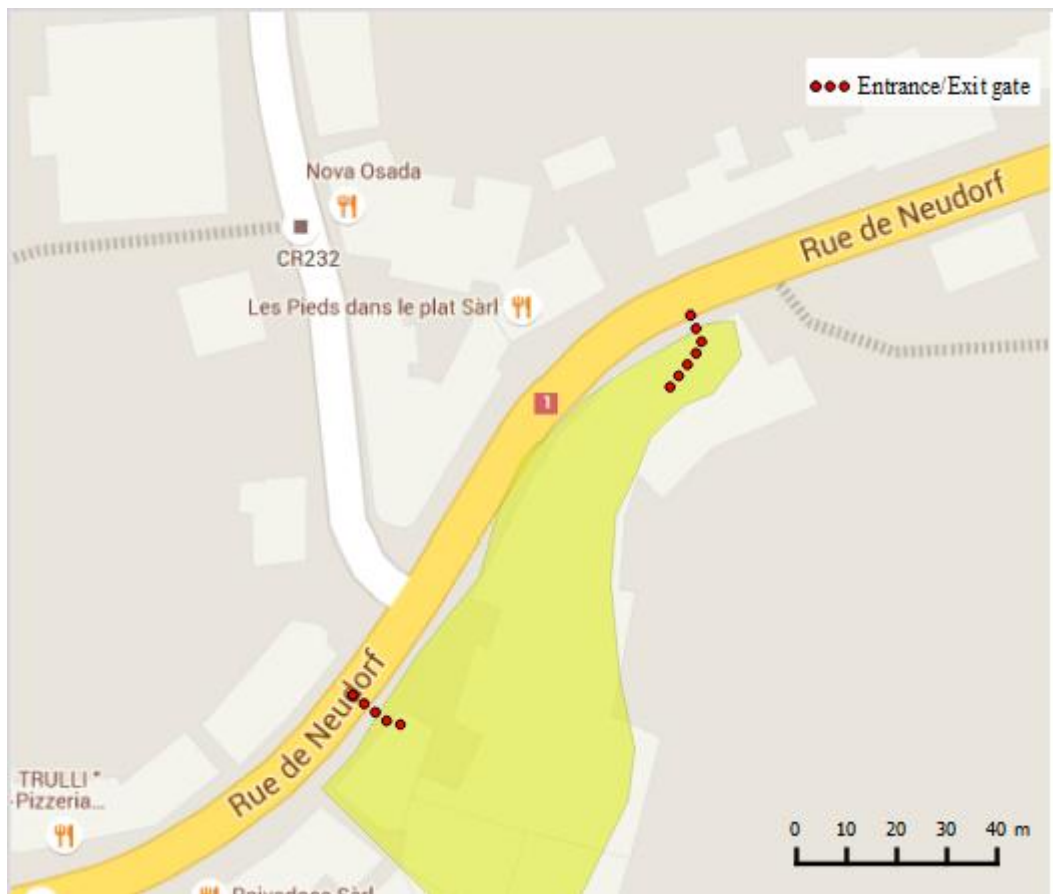 Entrance/Exit gate
Nova Osada
Rue de Neudorf
CR232
Les Pieds dans le plat Sàrl
1
Rue de Neudorf
TRULLI "
-Pizzeria...
0 10 20 30 40 m